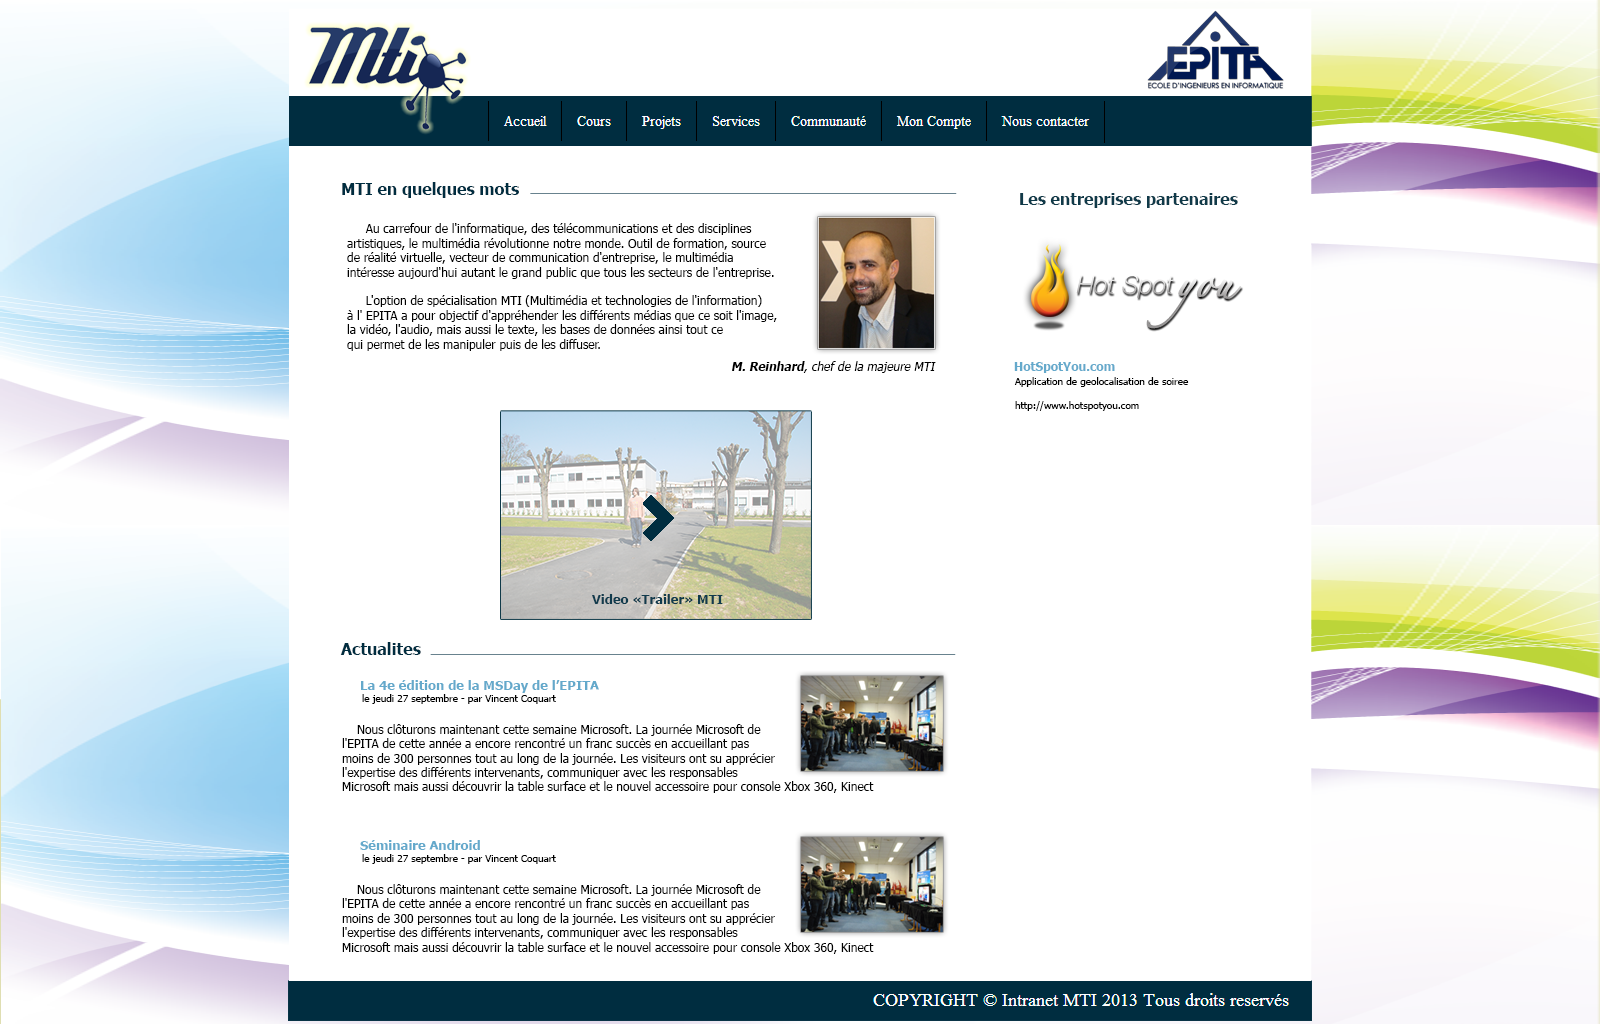 Mti
EPITA
ECOLE D'INGENIEURS EN INFORMATIQUE
Accueil
Cours
Projets
Services
Communauté
Mon Compte
Nous contacter
MTI en quelques mots
Au carrefour de l'informatique, des télécommunications et des disciplines
artistiques, le multimédia révolutionne notre monde. Outil de formation, source
de réalité virtuelle, vecteur de communication d'entreprise, le multimédia
intéresse aujourd'hui autant le grand public que tous les secteurs de l'entreprise.
L'option de spécialisation MTI (Multimédia et technologies de l'information)
à l' EPITA a pour objectif d'appréhender les différents médias que ce soit l'image,
la vidéo, l'audio, mais aussi le texte, les bases de données ainsi tout ce
qui permet de les manipuler puis de les diffuser.
M. Reinhard, chef de la majeure MTI
Video «Trailer» MTI
Actualites
La 4e édition de la MSDay de l'EPITA
le jeudi 27 septembre - par Vincent Coquart
Nous clôturons maintenant cette semaine Microsoft. La journée Microsoft de
l'EPITA de cette année a encore rencontré un franc succès en accueillant pas
moins de 300 personnes tout au long de la journée. Les visiteurs ont su apprécier
l'expertise des différents intervenants, communiquer avec les responsables
Microsoft mais aussi découvrir la table surface et le nouvel accessoire pour console Xbox 360, Kinect
Séminaire Android
le jeudi 27 septembre - par Vincent Coquart
Nous clôturons maintenant cette semaine Microsoft. La journée Microsoft de
l'EPITA de cette année a encore rencontré un franc succès en accueillant pas
moins de 300 personnes tout au long de la journée. Les visiteurs ont su apprécier
l'expertise des différents intervenants, communiquer avec les responsables
Microsoft mais aussi découvrir la table surface et le nouvel accessoire pour console Xbox 360, Kinect
Les entreprises partenaires
Hot Spot you
HotSpotYou.com
Application de geolocalisation de soiree
http://www.hotspotyou.com
COPYRIGHT © Intranet MTI 2013 Tous droits reservés